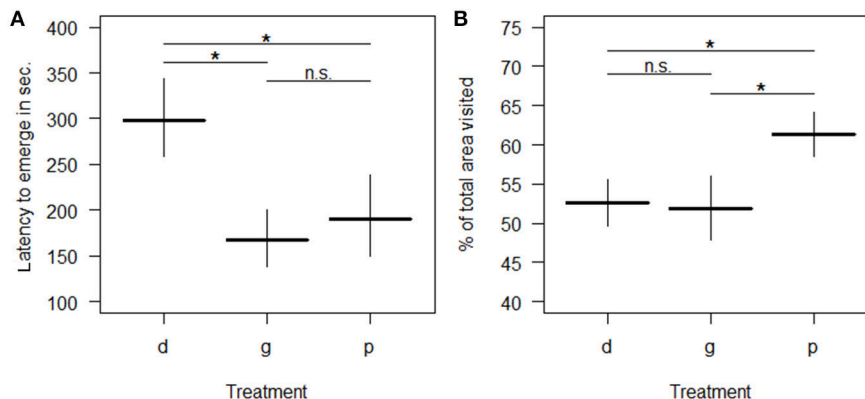 A
Latency to emerge in sec.
400
350
300
250
200
150
100
*
*
n.s.
d g p
Treatment
B
% of total area visited
75
70
65
60
55
50
45
40
*
n.s.
*
d g p
Treatment